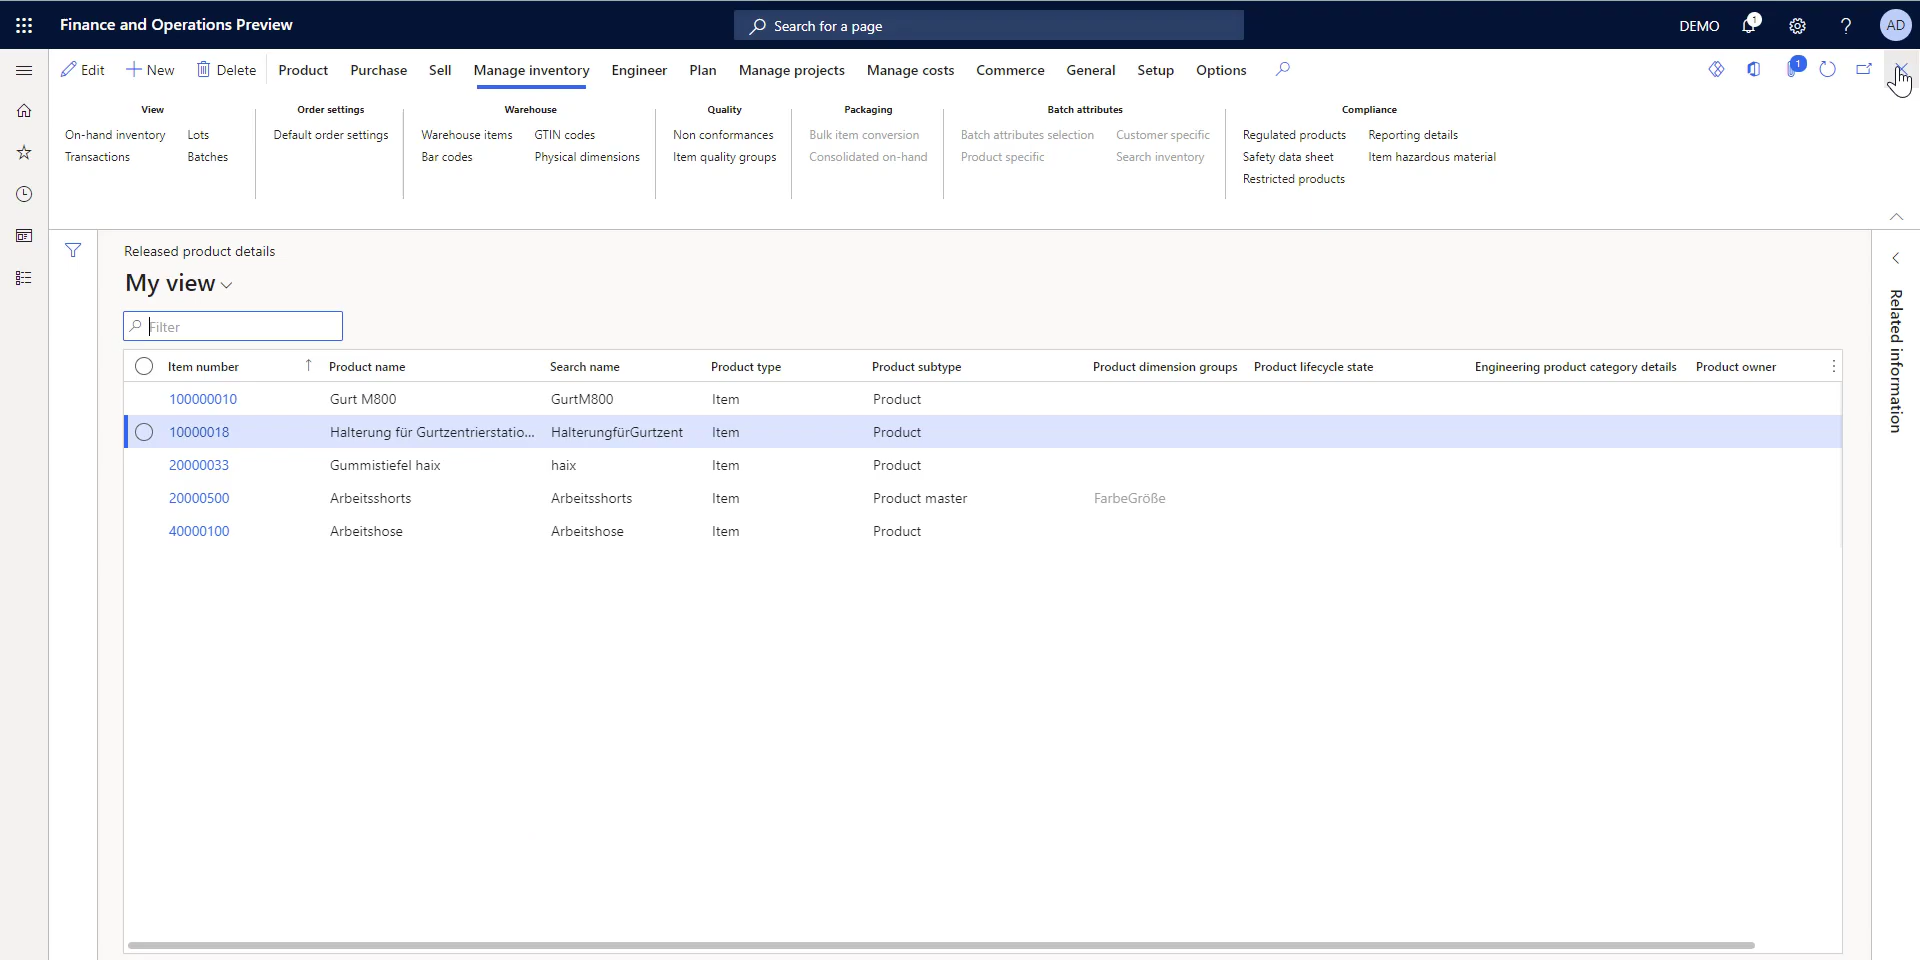 Finance and Operations Preview
Search for a page
DEMO
1
?
AD
Edit
New
Delete
Product
Purchase
Sell
Manage inventory
Engineer
Plan
Manage projects
Manage costs
Commerce
General
Setup
Options
1
View
On-hand inventory Lots
Transactions Batches
Order settings
Default order settings
Warehouse
Warehouse items GTIN codes
Bar codes Physical dimensions
Quality
Non conformances
Item quality groups
Packaging
Bulk item conversion
Consolidated on-hand
Batch attributes
Batch attributes selection Customer specific
Product specific Search inventory
Compliance
Regulated products Reporting details
Safety data sheet Item hazardous material
Restricted products
Released product details
My view
Filter
Item number Product name Search name Product type Product subtype Product dimension groups Product lifecycle state Engineering product category details Product owner
100000010 Gurt M800 GurtM800 Item Product
10000018 Halterung für Gurtzentrierstatio... HalterungfürGurtzent Item Product
20000033 Gummistiefel haix haix Item Product
20000500 Arbeitsshorts Arbeitsshorts Item Product master FarbeGröße
40000100 Arbeitshose Arbeitshose Item Product
Related information